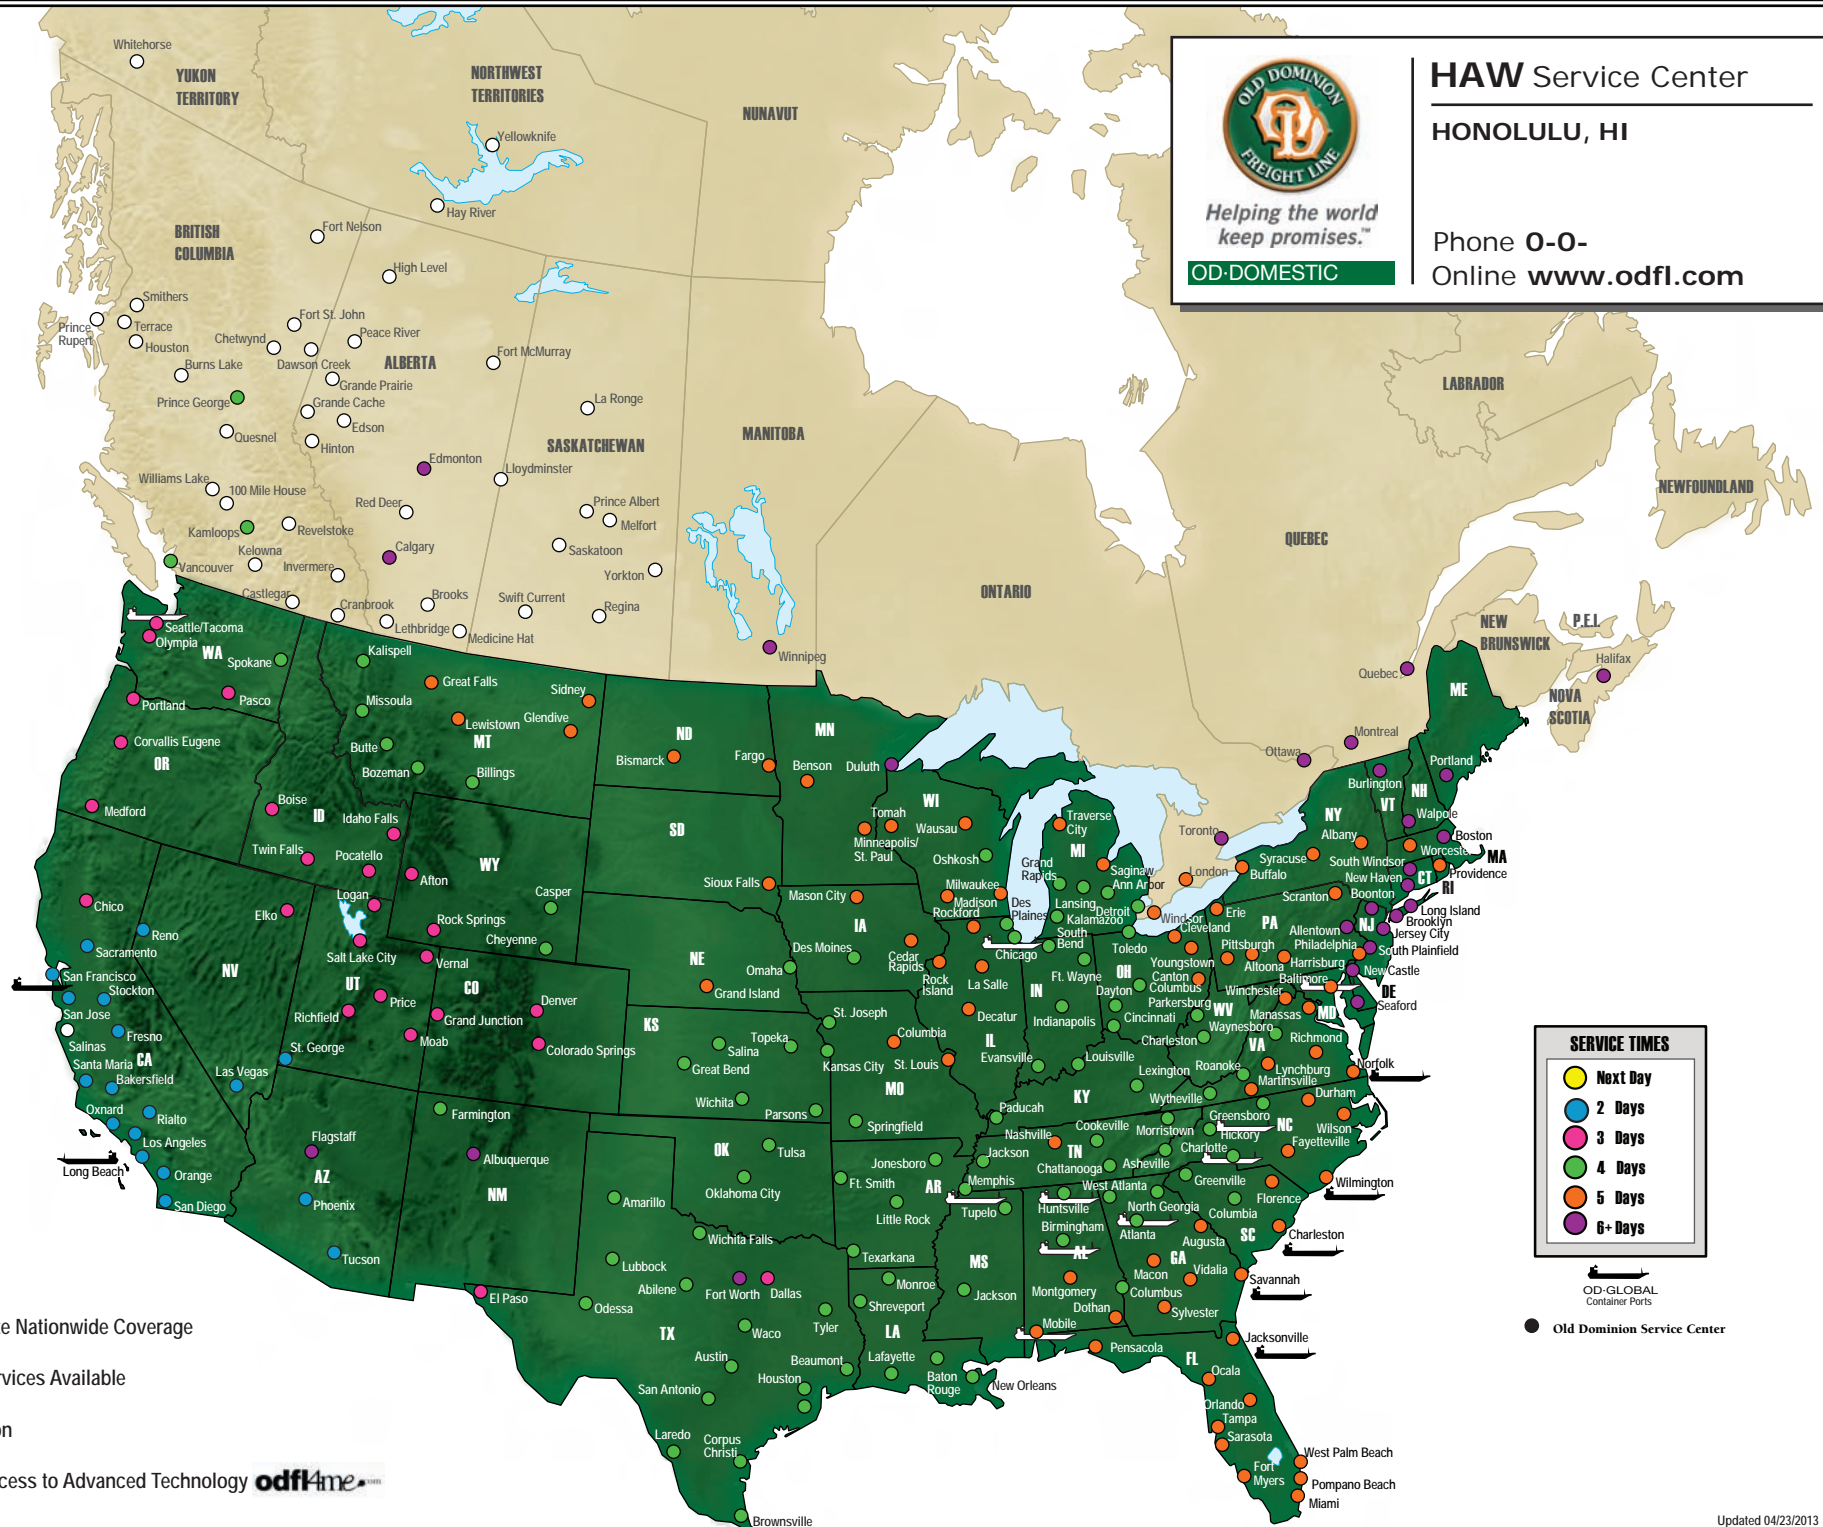 HAW Service Center
HONOLULU, HI
Phone 0-0-
Online www.odfl.com
OLD DOMINION
FREIGHT LINE
Helping the world
keep promises.™
OD·DOMESTIC
Whitehorse
YUKON
TERRITORY
NORTHWEST
TERRITORIES
NUNAVUT
Yellowknife
Hay River
BRITISH
COLUMBIA
Fort Nelson
High Level
Smithers
Prince
Rupert
Terrace
Houston
Fort St. John
Chetwynd
Peace River
Dawson Creek
ALBERTA
Fort McMurray
Burns Lake
Grande Prairie
Prince George
Grande Cache
La Ronge
Edson
Quesnel
Hinton
SASKATCHEWAN
MANITOBA
LABRADOR
Edmonton
Lloydminster
Williams Lake
100 Mile House
Red Deer
Prince Albert
Melfort
NEWFOUNDLAND
Kamloops
Revelstoke
Kelowna
Calgary
Saskatoon
QUEBEC
Vancouver
Invermere
Yorkton
ONTARIO
Castlegar
Cranbrook
Brooks
Swift Current
Regina
Lethbridge
Medicine Hat
Winnipeg
NEW
BRUNSWICK
P.E.I.
Halifax
Quebec
NOVA
SCOTIA
Montreal
Ottawa
Toronto
London
Windsor
Seattle/Tacoma
Olympia
WA
Spokane
Kalispell
Portland
Pasco
Missoula
Great Falls
Sidney
Lewistown
Glendive
MT
Corvallis Eugene
OR
Butte
Bozeman
Billings
ND
Bismarck
Fargo
MN
Benson
Duluth
ME
Portland
Burlington
VT
NH
Medford
Boise
ID
Idaho Falls
Twin Falls
Pocatello
Afton
WY
SD
Tomah
WI
Wausau
Minneapolis/
St. Paul
Oshkosh
Traverse
City
MI
Grand
Rapids
Saginaw
Ann Arbor
Lansing
Detroit
Kalamazoo
NY
Albany
Walpole
Boston
Worcester
MA
Providence
Syracuse
Buffalo
South Windsor
New Haven
CT
RI
Boonton
Long Island
Brooklyn
Jersey City
South Plainfield
NJ
Chico
Logan
Casper
Sioux Falls
Mason City
Milwaukee
Madison
Rockford
Des
Plaines
Chicago
South
Bend
Toledo
Cleveland
Erie
Scranton
PA
Allentown
Philadelphia
Elko
Reno
Sacramento
Rock Springs
Cheyenne
Salt Lake City
Vernal
NV
UT
CO
NE
IA
Des Moines
Omaha
Cedar
Rapids
Rock
Island
La Salle
Grand Island
Ft. Wayne
OH
Youngstown
Canton
Columbus
Dayton
Pittsburgh
Altoona
Harrisburg
Baltimore
New Castle
DE
Seaford
San Francisco
Stockton
San Jose
Salinas
Fresno
CA
Santa Maria
Bakersfield
Price
Richfield
Moab
Grand Junction
Denver
Colorado Springs
St. George
Las Vegas
KS
Topeka
Salina
Great Bend
St. Joseph
Kansas City
Columbia
St. Louis
Decatur
IL
IN
Indianapolis
Evansville
Cincinnati
Parkersburg
WV
Charleston
Winchester
Manassas
MD
Waynesboro
VA
Richmond
Louisville
Lexington
Roanoke
Lynchburg
Norfolk
Martinsville
Oxnard
Rialto
Los Angeles
Long Beach
Orange
San Diego
Flagstaff
AZ
Phoenix
Tucson
Farmington
Albuquerque
NM
Wichita
Parsons
MO
Springfield
Paducah
KY
Wytheville
Durham
Greensboro
NC
Wilson
Nashville
Cookeville
Morristown
Hickory
Fayetteville
Charlotte
TN
Jackson
Chattanooga
Asheville
OK
Tulsa
Oklahoma City
Jonesboro
Ft. Smith
AR
Little Rock
Memphis
Tupelo
West Atlanta
Huntsville
Birmingham
AL
North Georgia
Atlanta
Greenville
Florence
Columbia
Wilmington
SC
Charleston
Augusta
GA
Amarillo
Wichita Falls
Lubbock
Abilene
Fort Worth
Dallas
Texarkana
Monroe
Shreveport
MS
Jackson
Montgomery
Dothan
Macon
Vidalia
Columbus
Sylvester
Savannah
El Paso
Odessa
TX
Waco
Tyler
LA
Mobile
Pensacola
Jacksonville
FL
Ocala
Austin
Beaumont
Lafayette
Baton
Rouge
New Orleans
Houston
San Antonio
Orlando
Tampa
Sarasota
Laredo
Corpus
Christi
Fort
Myers
West Palm Beach
Pompano Beach
Miami
Brownsville
SERVICE TIMES
Next Day
2 Days
3 Days
4 Days
5 Days
6+ Days
OD·GLOBAL
Container Ports
Old Dominion Service Center
Nationwide Coverage
Available
Access to Advanced Technology odfl4me.com
Updated 04/23/2013